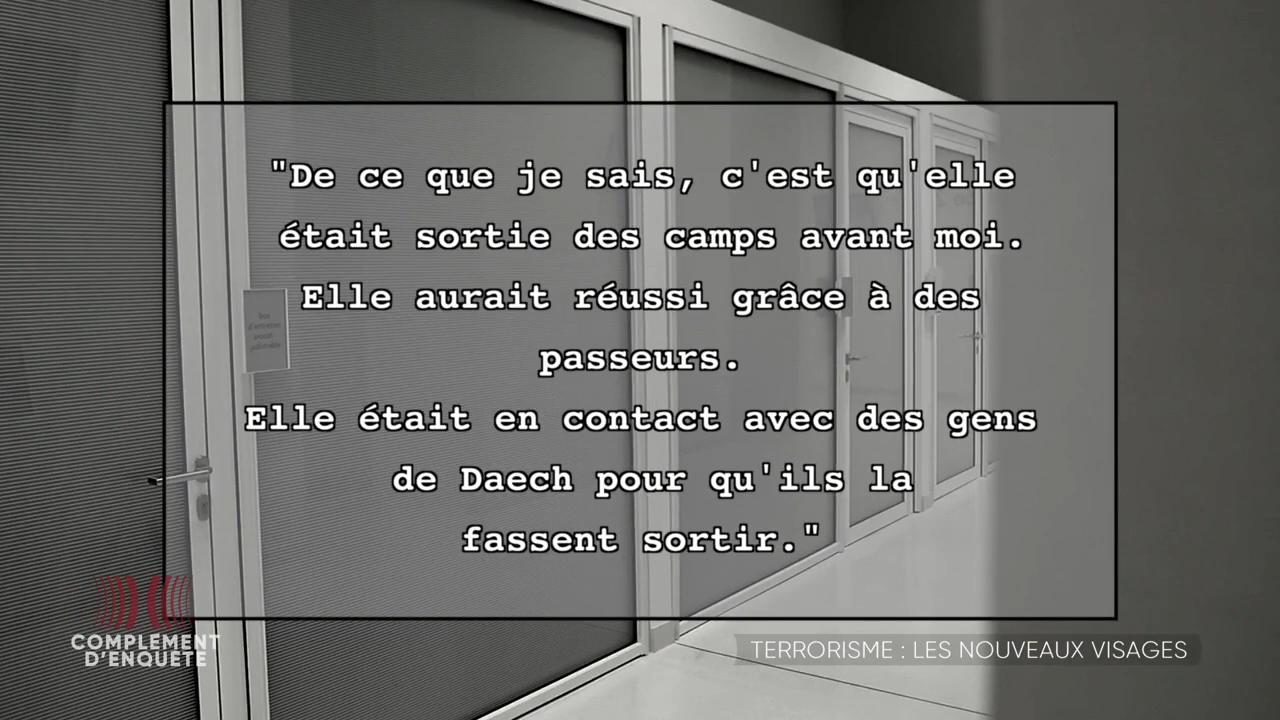 "De ce que je sais, c'est qu'elle
était sortie des camps avant moi.
Elle aurait réussi grâce à des
passeurs.
Elle était en contact avec des gens
de Daech pour qu'ils la
fassent sortir."
COMPLÉMENT
D'ENQUÊTE
TERRORISME : LES NOUVEAUX VISAGES